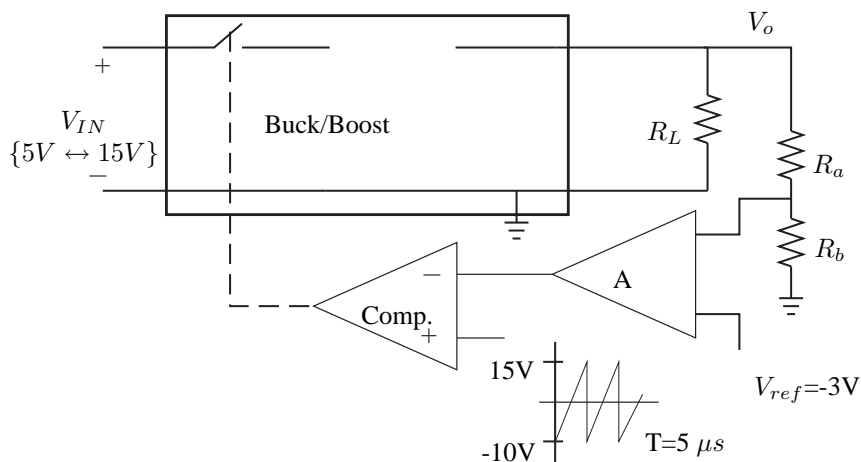 V_o
+
V_IN
{5V ↔ 15V}
−
Buck/Boost
R_L
R_a
R_b
A
−
Comp.
+
15V
-10V
T=5 μs
V_ref=-3V